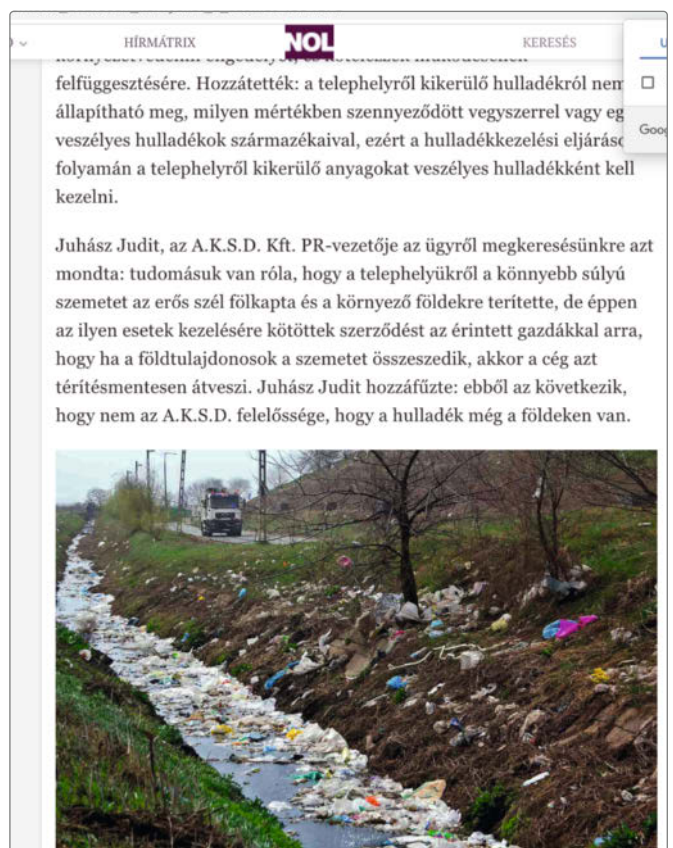 HÍRMÁTRIX
NOL
KERESÉS
felfüggesztésére. Hozzátették: a telephelyről kikerülő hulladékról nem
állapítható meg, milyen mértékben szennyeződött vegyszerrel vagy eg
veszélyes hulladékok származékaival, ezért a hulladékkezelési eljáráso
folyamán a telephelyről kikerülő anyagokat veszélyes hulladékként kell
kezelni.
Juhász Judit, az A.K.S.D. Kft. PR-vezetője az ügyről megkeresésünkre azt
mondta: tudomásuk van róla, hogy a telephelyükről a könnyebb súlyú
szemetet az erős szél fölkapta és a környező földekre terítette, de éppen
az ilyen esetek kezelésére kötöttek szerződést az érintett gazdákkal arra,
hogy ha a földtulajdonosok a szemetet összeszedik, akkor a cég azt
térítésmentesen átveszi. Juhász Judit hozzáfűzte: ebből az következik,
hogy nem az A.K.S.D. felelőssége, hogy a hulladék még a földeken van.